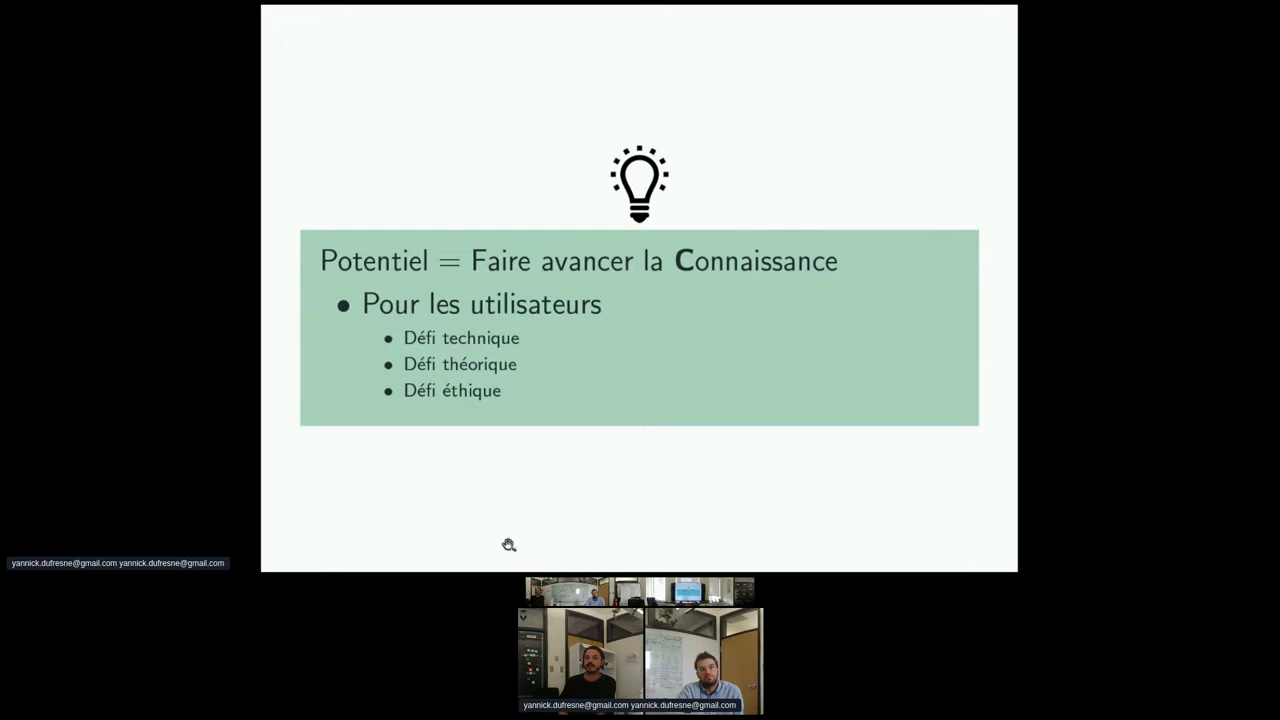 Potentiel = Faire avancer la Connaissance
• Pour les utilisateurs
• Défi technique
• Défi théorique
• Défi éthique
yannick.dufresne@gmail.com yannick.dufresne@gmail.com
yannick.dufresne@gmail.com yannick.dufresne@gmail.com